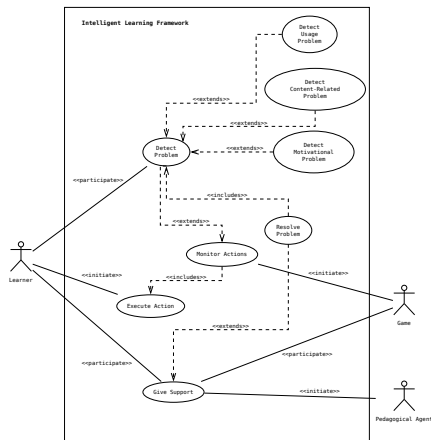 Intelligent Learning Framework
Detect
Usage
Problem
Detect
Content-Related
Problem
<<extends>>
<<extends>>
Detect
Problem
<<extends>>
Detect
Motivational
Problem
<<participate>>
<<includes>>
<<extends>>
Resolve
Problem
Monitor Actions
Learner
<<initiate>>
<<includes>>
<<initiate>>
Execute Action
Game
<<extends>>
<<participate>>
<<participate>>
Give Support
<<initiate>>
Pedagogical Agent